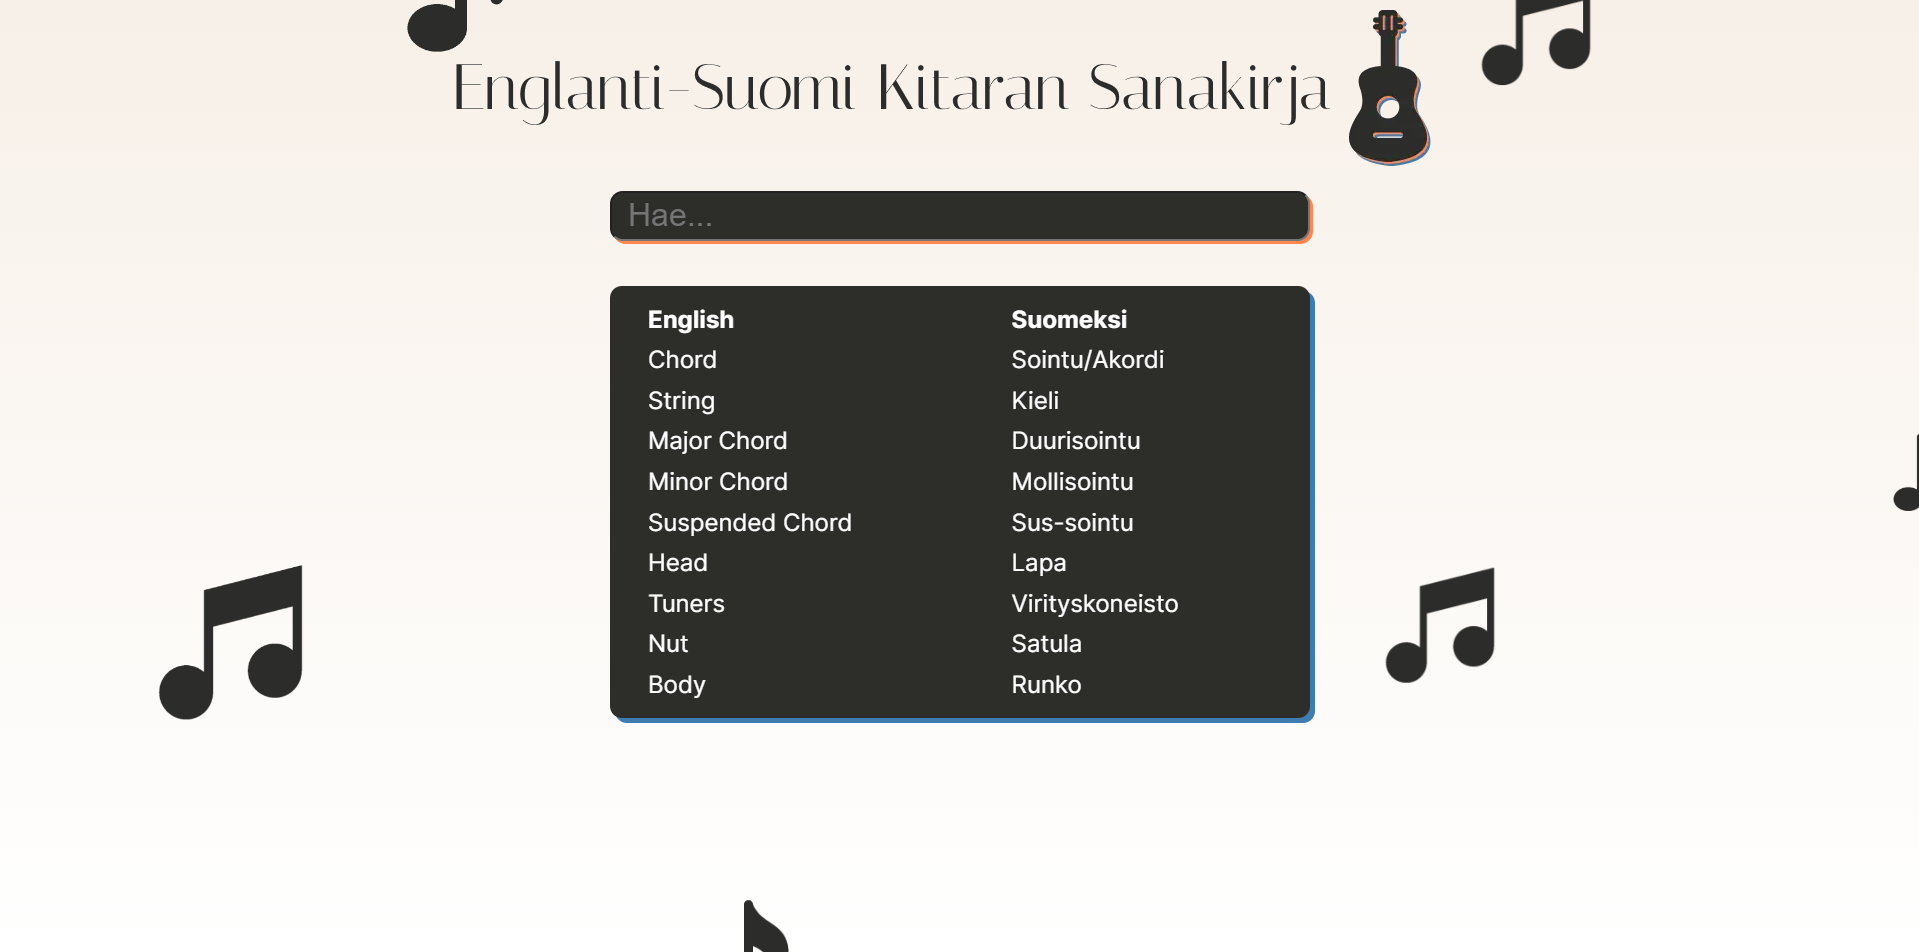 Englanti-Suomi Kitaran Sanakirja
Hae...
English Suomeksi
Chord Sointu/Akordi
String Kieli
Major Chord Duurisointu
Minor Chord Mollisointu
Suspended Chord Sus-sointu
Head Lapa
Tuners Virityskoneisto
Nut Satula
Body Runko